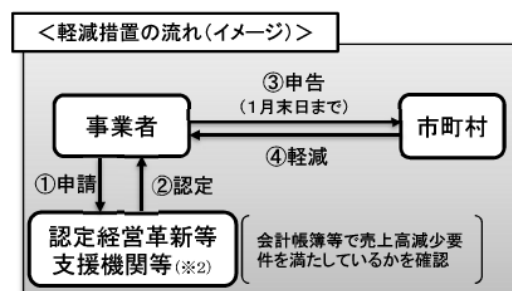 ＜軽減措置の流れ(イメージ)＞
③申告
(1月末日まで)
事業者
市町村
④軽減
①申請
②認定
認定経営革新等
支援機関等(※2)
会計帳簿等で売上高減少要
件を満たしているかを確認